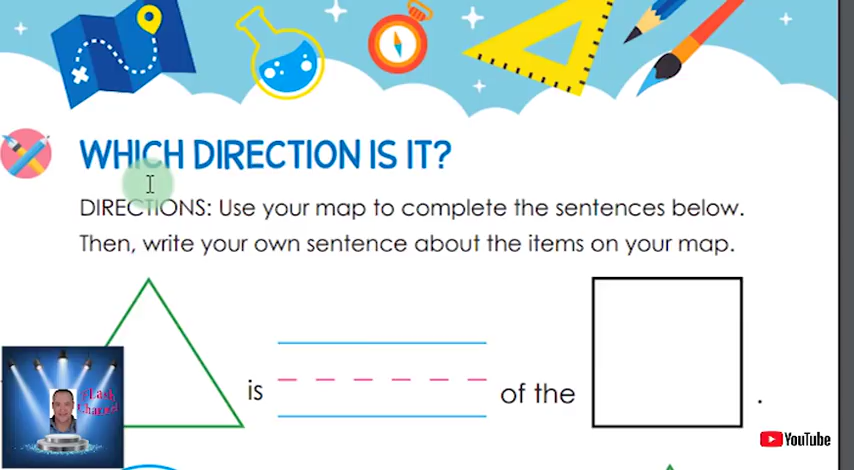 WHICH DIRECTION IS IT?
DIRECTIONS: Use your map to complete the sentences below.
Then, write your own sentence about the items on your map.
is
of the
.
Channel
YouTube